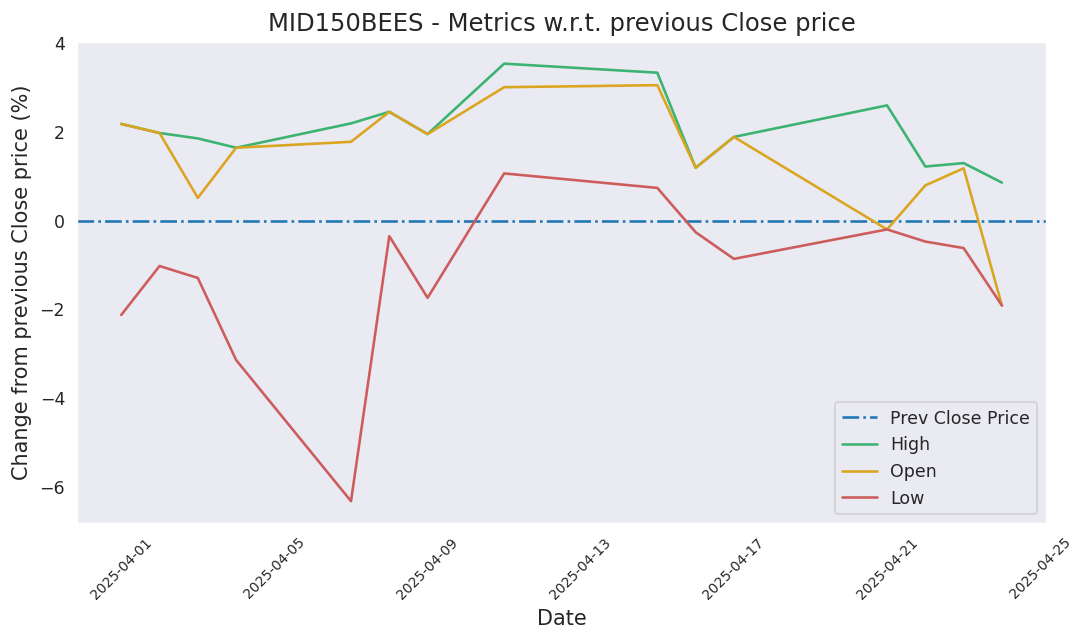 MID150BEES - Metrics w.r.t. previous Close price
Change from previous Close price (%)
4
2
0
−2
−4
−6
Prev Close Price
High
Open
Low
2025-04-01
2025-04-05
2025-04-09
2025-04-13
2025-04-17
2025-04-21
2025-04-25
Date